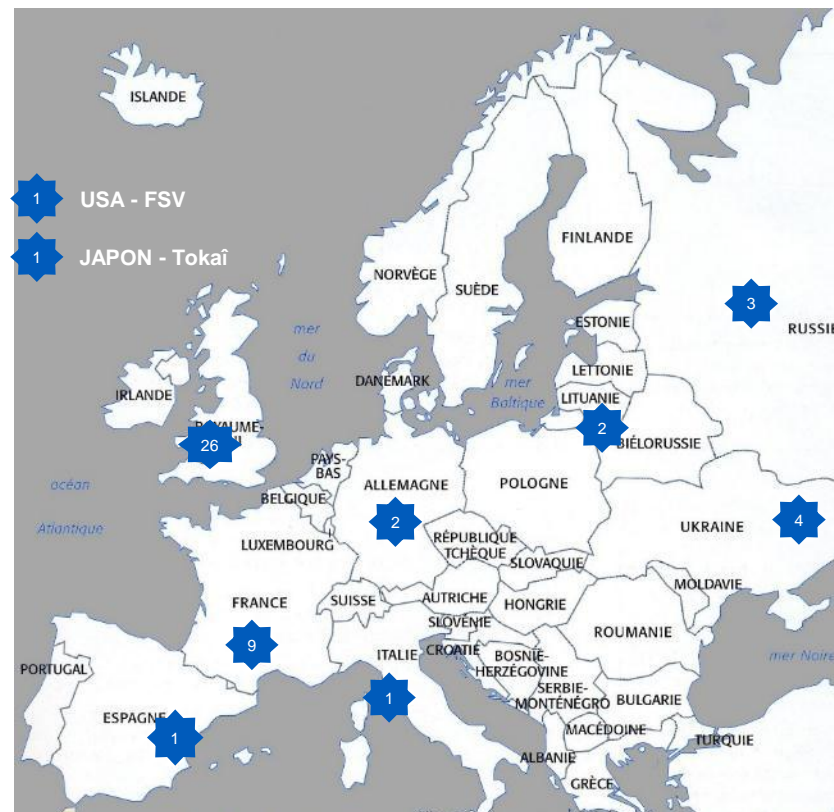 ISLANDE
1 USA - FSV
1 JAPON - Tokaî
FINLANDE
NORVÈGE
SUÈDE
3
RUSSIE
ESTONIE
mer
du
Nord
LETTONIE
DANEMARK
mer
Baltique
LITUANIE
IRLANDE
26
2
BIÉLORUSSIE
PAYS-
BAS
ALLEMAGNE
POLOGNE
océan
Atlantique
BELGIQUE
2
UKRAINE
4
LUXEMBOURG
RÉPUBLIQUE
TCHÈQUE
SLOVAQUIE
MOLDAVIE
FRANCE
SUISSE
AUTRICHE
HONGRIE
SLOVÉNIE
ROUMANIE
9
ITALIE
CROATIE
BOSNIE-
HERZÉGOVINE
mer Noire
PORTUGAL
SERBIE-
MONTÉNÉGRO
BULGARIE
1
ESPAGNE
1
MACÉDOINE
TURQUIE
ALBANIE
GRÈCE